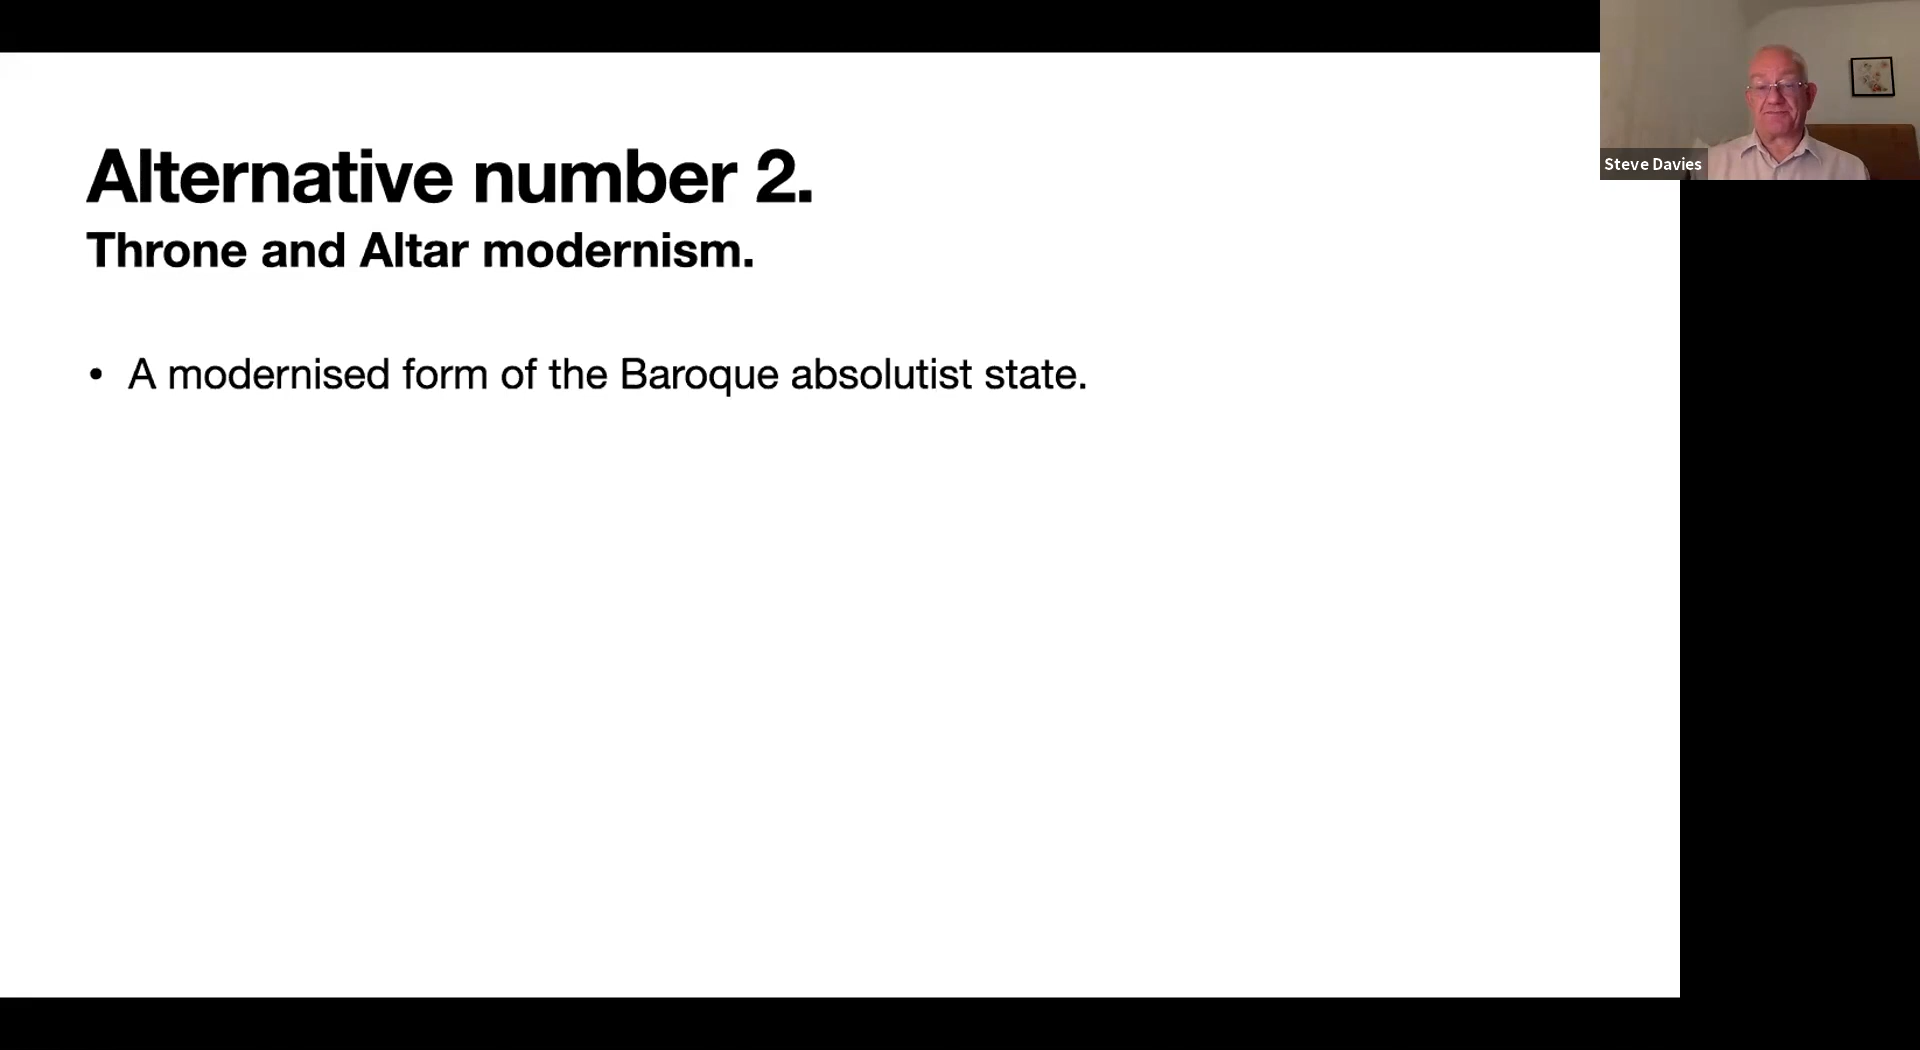 Alternative number 2.
Throne and Altar modernism.
• A modernised form of the Baroque absolutist state.
Steve Davies